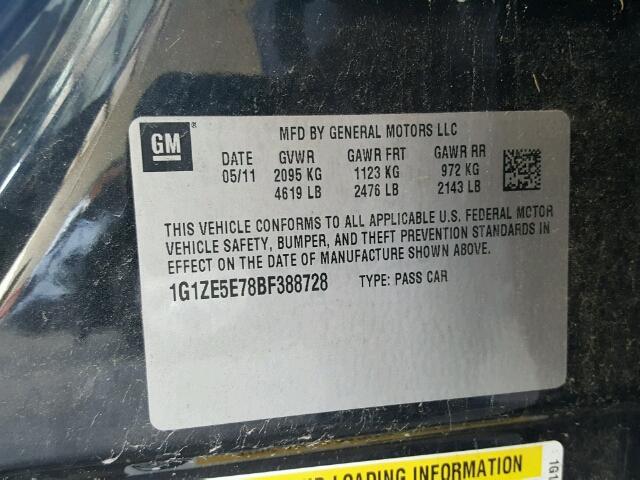 GM
MFD BY GENERAL MOTORS LLC
DATE GVWR GAWR FRT GAWR RR
05/11 2095 KG 1123 KG 972 KG
4619 LB 2476 LB 2143 LB
THIS VEHICLE CONFORMS TO ALL APPLICABLE U.S. FEDERAL MOTOR
VEHICLE SAFETY, BUMPER, AND THEFT PREVENTION STANDARDS IN
EFFECT ON THE DATE OF MANUFACTURE SHOWN ABOVE.
1G1ZE5E78BF388728 TYPE: PASS CAR
LOADING INFORMATION
1G1